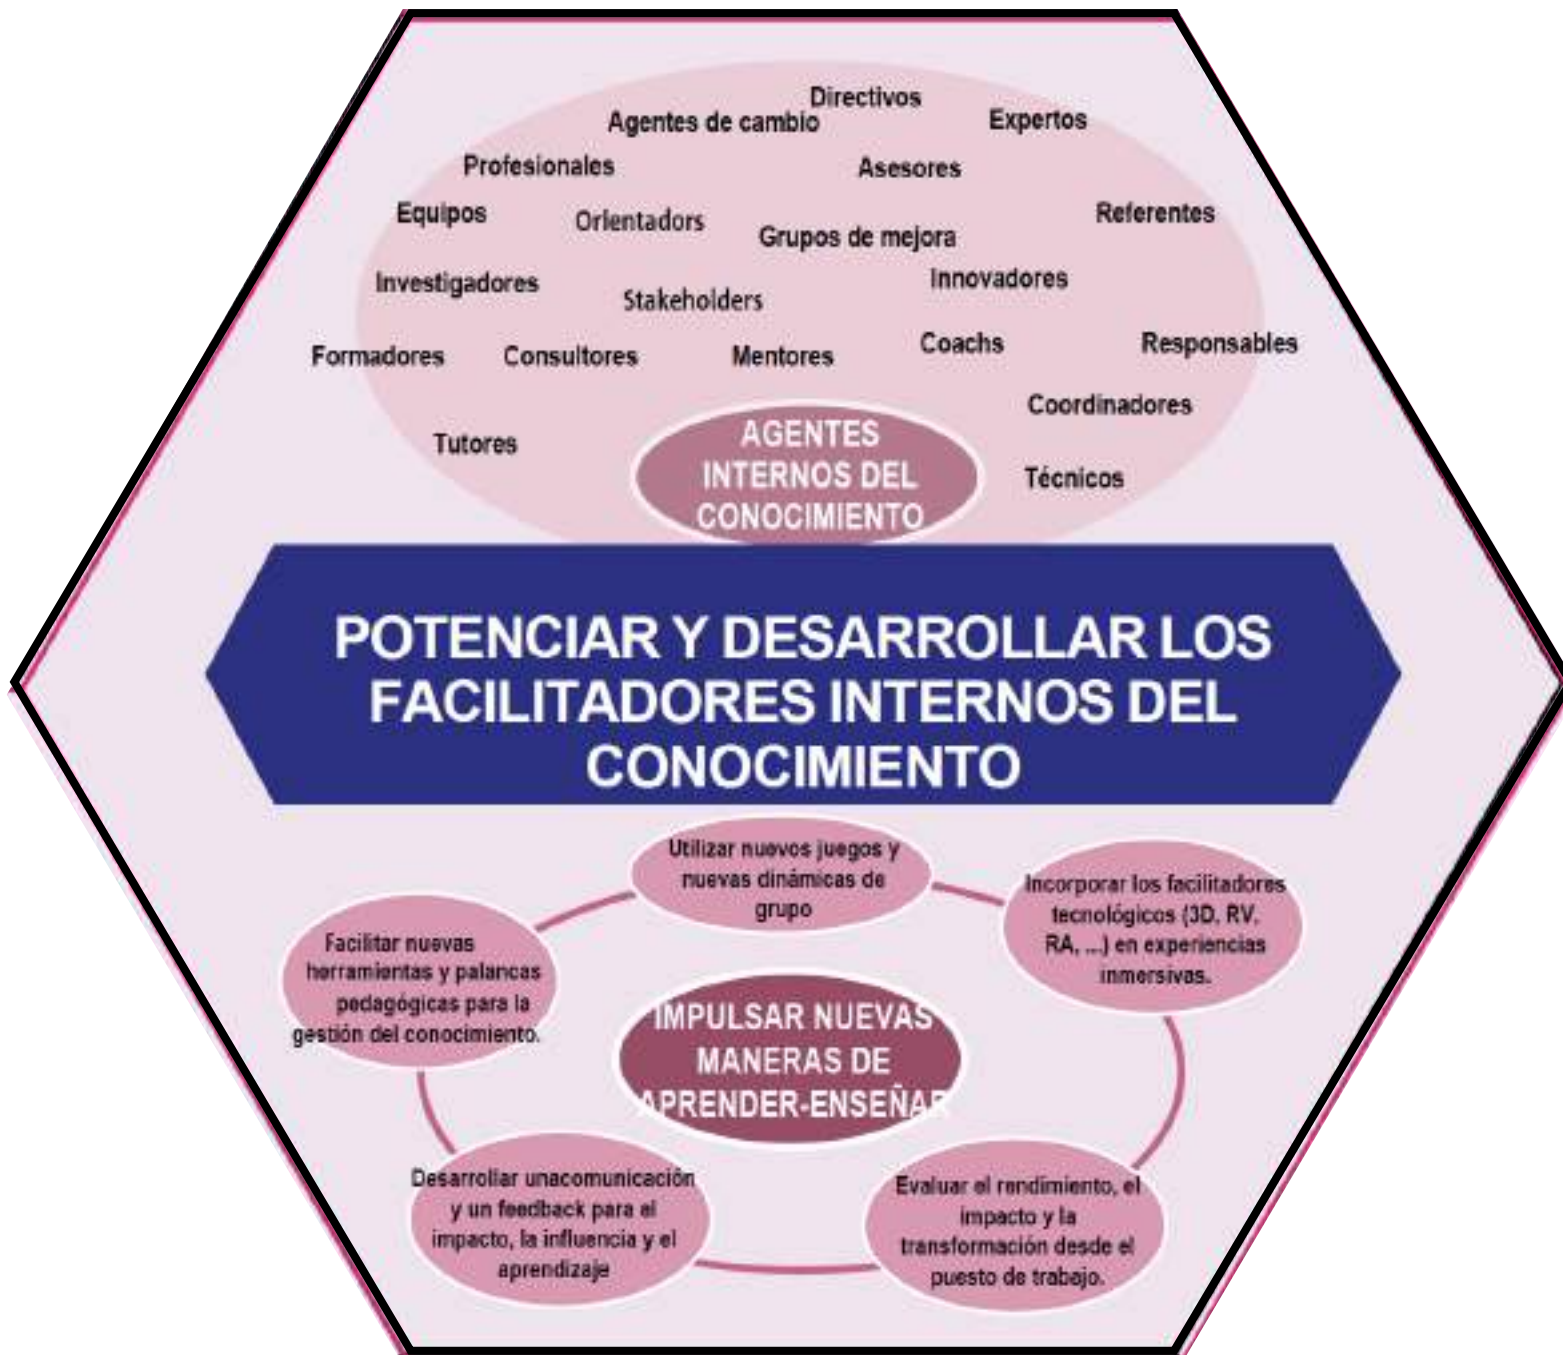 Directivos
Agentes de cambio
Expertos
Profesionales
Asesores
Equipos
Orientadors
Grupos de mejora
Referentes
Investigadores
Stakeholders
Innovadores
Formadores
Consultores
Mentores
Coachs
Responsables
Coordinadores
Tutores
AGENTES
INTERNOS DEL
CONOCIMIENTO
Técnicos
POTENCIAR Y DESARROLLAR LOS
FACILITADORES INTERNOS DEL
CONOCIMIENTO
Utilizar nuevos juegos y
nuevas dinámicas de
grupo
Incorporar los facilitadores
tecnológicos (3D, RV,
RA, ...) en experiencias
inmersivas.
Facilitar nuevas
herramientas y palancas
pedagógicas para la
gestión del conocimiento.
IMPULSAR NUEVAS
MANERAS DE
APRENDER-ENSEÑAR
Desarrollar unacomunicación
y un feedback para el
impacto, la influencia y el
aprendizaje
Evaluar el rendimiento, el
impacto y la
transformación desde el
puesto de trabajo.